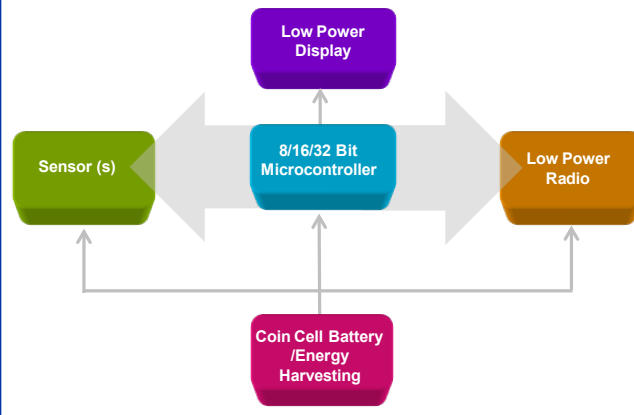 Low Power
Display
Sensor (s)
8/16/32 Bit
Microcontroller
Low Power
Radio
Coin Cell Battery
/Energy
Harvesting